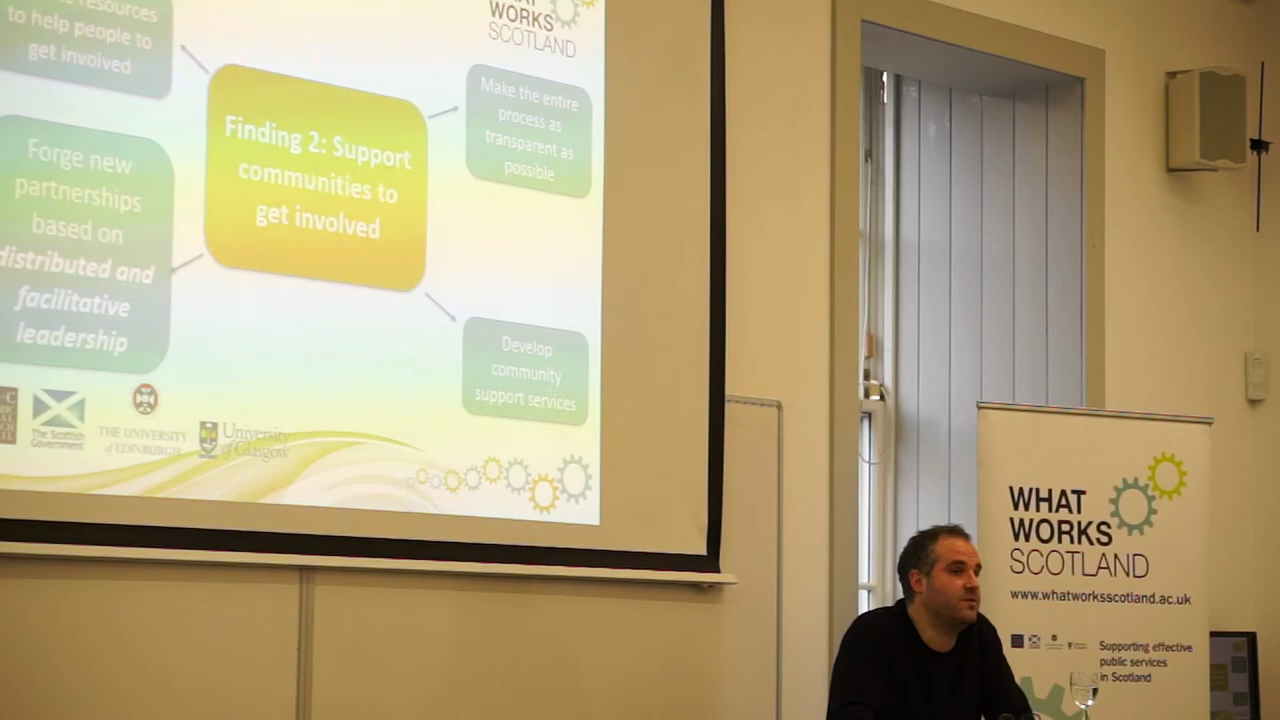 resources
to help people to
get involved
Forge new
partnerships
based on
distributed and
facilitative
leadership
Finding 2: Support
communities to
get involved
WORKS
SCOTLAND
Make the entire
process as
transparent as
possible
Develop
community
support services
The Scottish
Government
THE UNIVERSITY
of EDINBURGH
University
of Glasgow
WHAT
WORKS
SCOTLAND
www.whatworksscotland.ac.uk
Supporting effective
public services
in Scotland